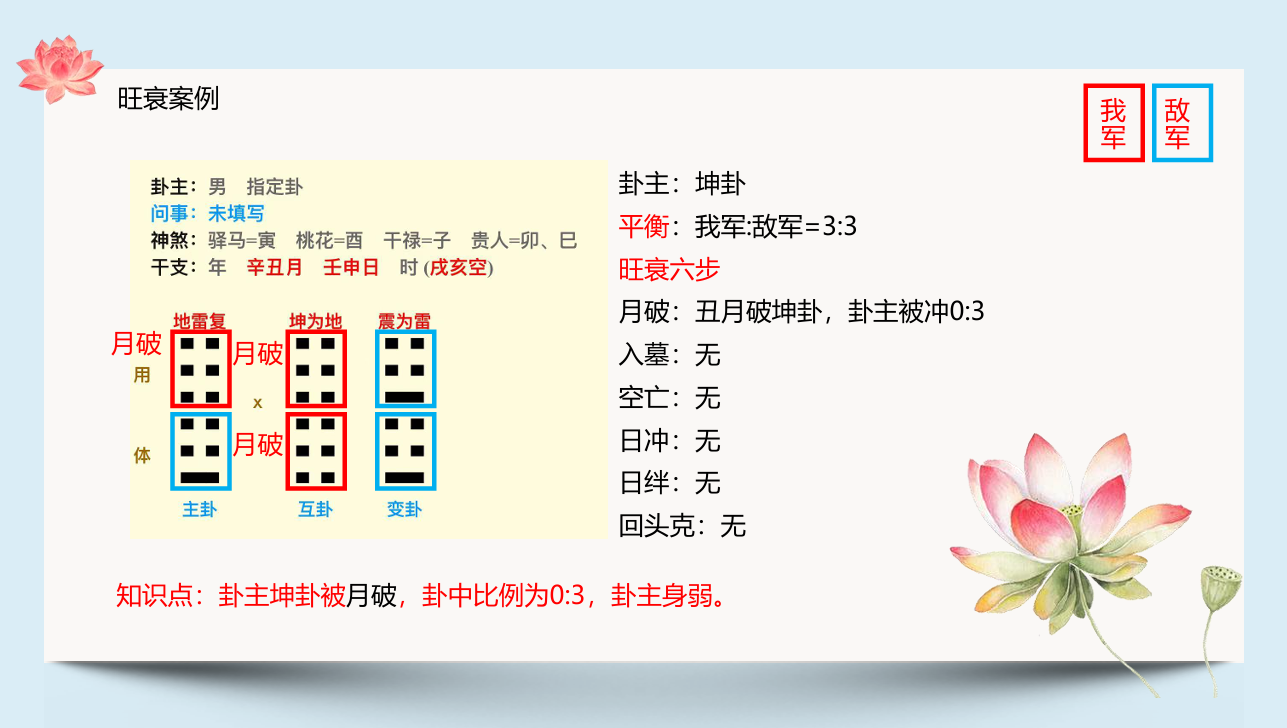 旺衰案例
我军
敌军
卦主：男 指定卦
问事：未填写
神煞：驿马=寅 桃花=酉 干禄=子 贵人=卯、巳
干支：年 辛丑月 壬申日 时 (戌亥空)
地雷复 坤为地 震为雷
月破
月破
用
x
月破
体
主卦 互卦 变卦
卦主：坤卦
平衡：我军:敌军=3:3
旺衰六步
月破：丑月破坤卦，卦主被冲0:3
入墓：无
空亡：无
日冲：无
日绊：无
回头克：无
知识点：卦主坤卦被月破，卦中比例为0:3，卦主身弱。